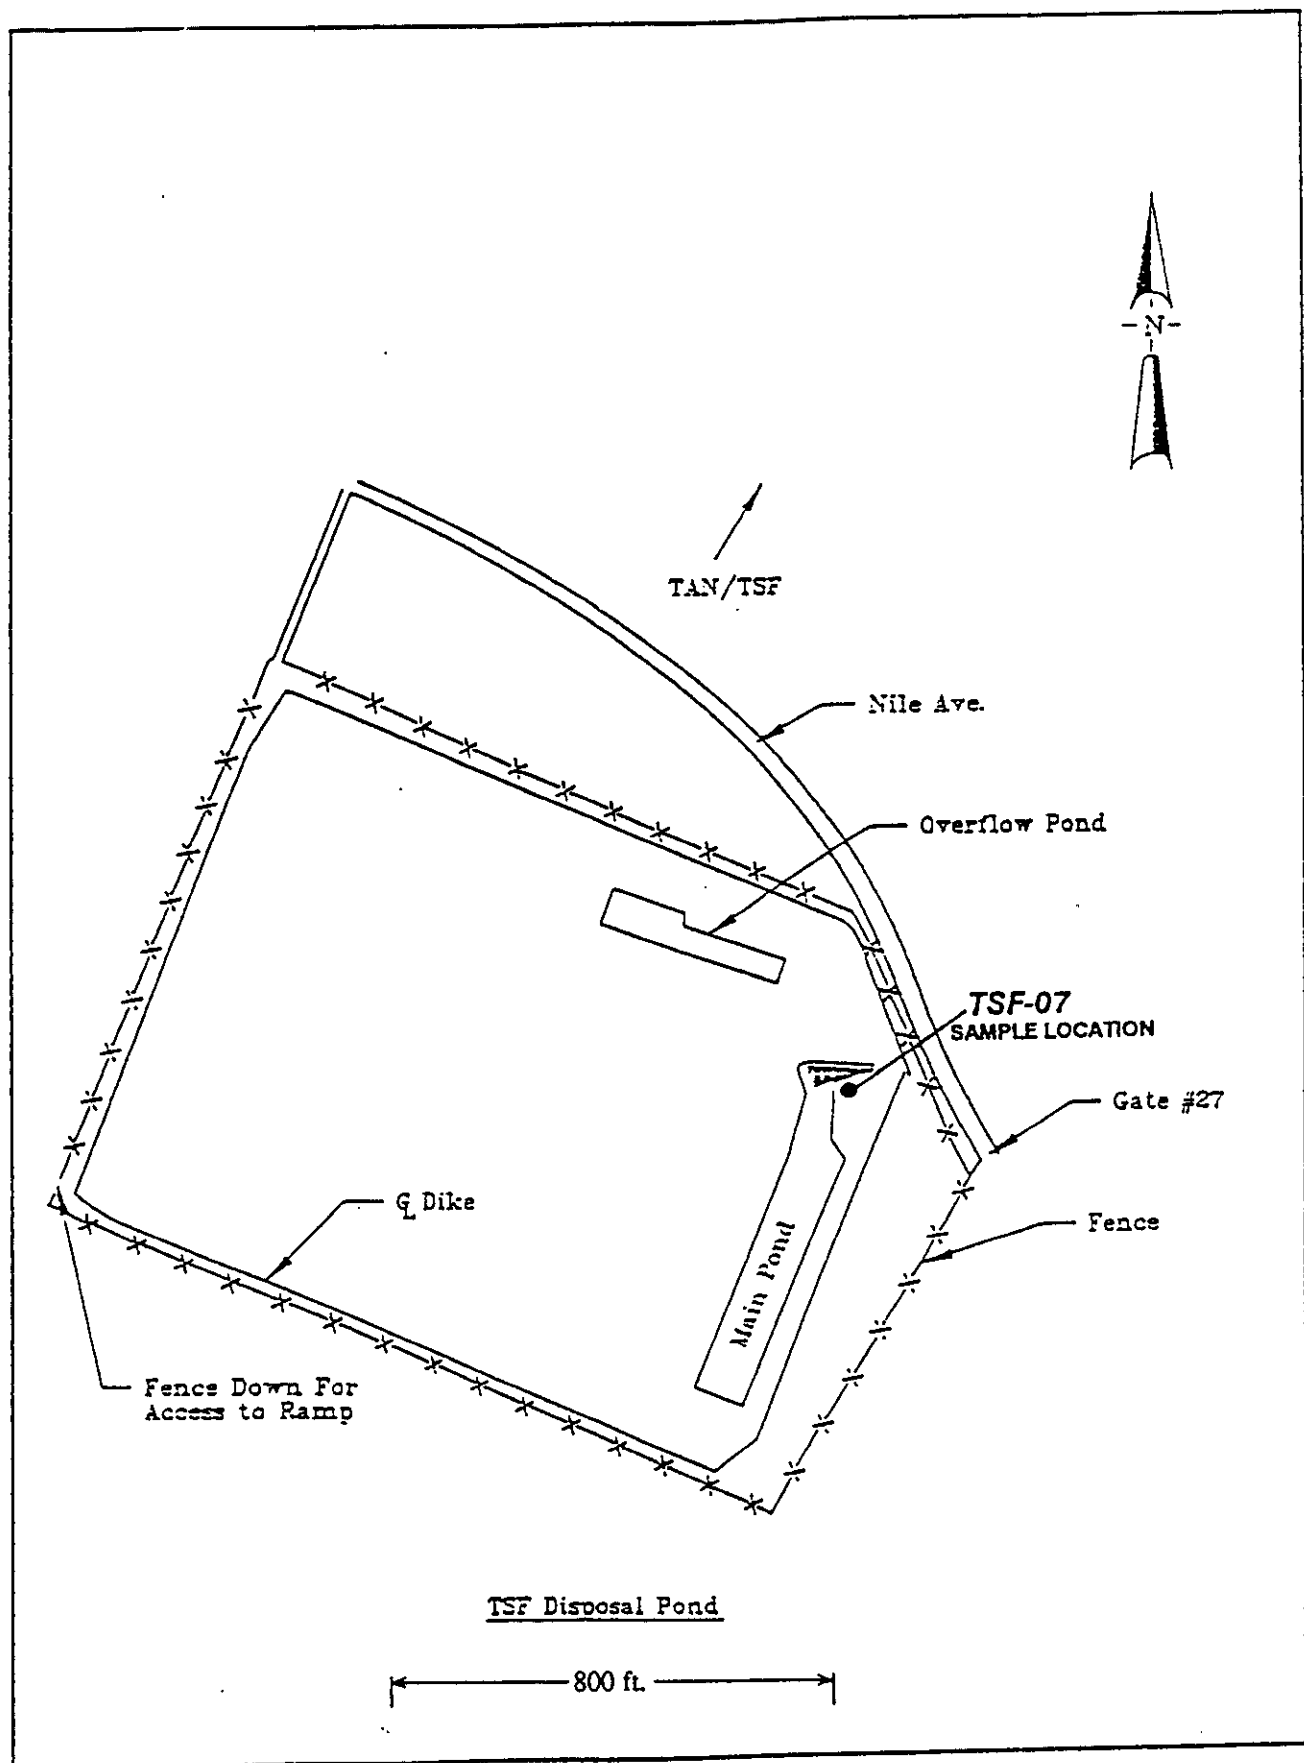 -N-
TAN/TSF
Nile Ave.
Overflow Pond
TSF-07
SAMPLE LOCATION
Gate #27
℄ Dike
Fence
Main Pond
Fence Down For
Access to Ramp
TSF Disposal Pond
800 ft.